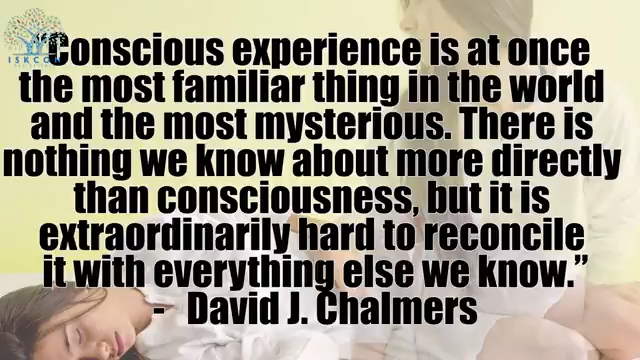 ISKCON
“Conscious experience is at once
the most familiar thing in the world
and the most mysterious. There is
nothing we know about more directly
than consciousness, but it is
extraordinarily hard to reconcile
it with everything else we know.”
- David J. Chalmers